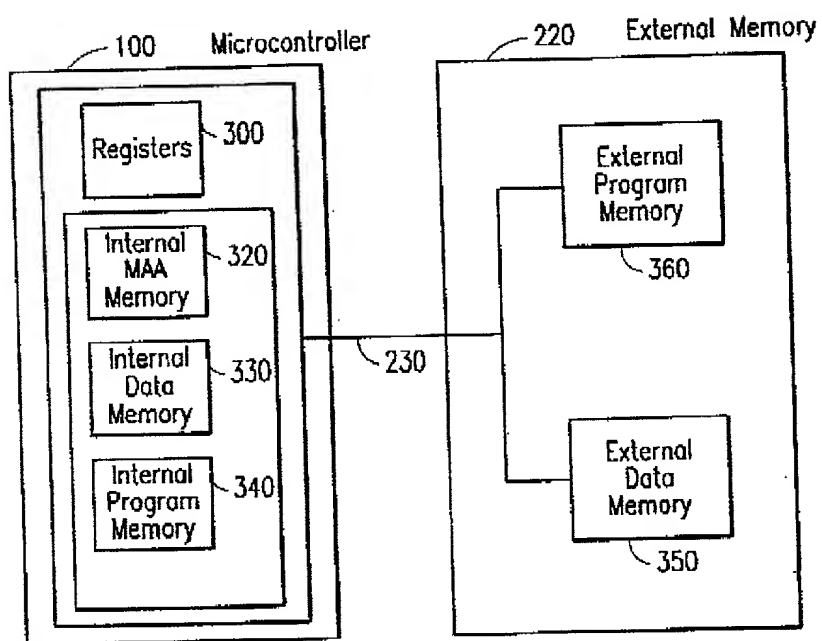 100 Microcontroller
220 External Memory
Registers
300
Internal
MAA
Memory
320
Internal
Data
Memory
330
Internal
Program
Memory
340
230
External
Program
Memory
360
External
Data
Memory
350